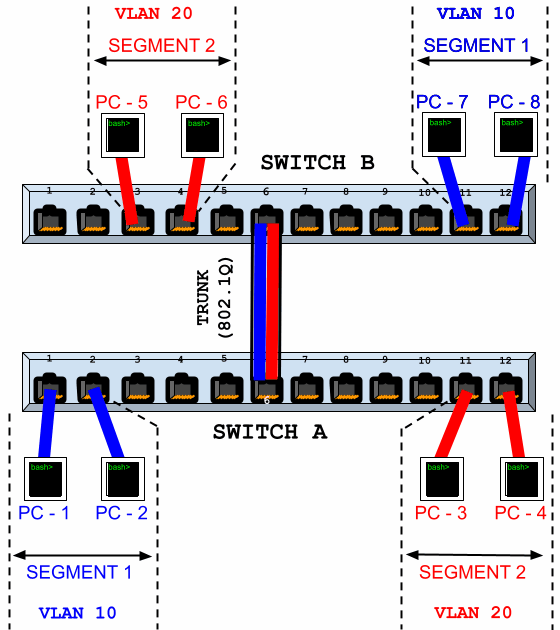 VLAN 20
VLAN 10
SEGMENT 2
SEGMENT 1
PC - 5
PC - 6
PC - 7
PC - 8
bash>
bash>
bash>
bash>
SWITCH B
1 2 3 4 5 6 7 8 9 10 11 12
TRUNK
(802.1Q)
1 2 3 4 5 7 8 9 10 11 12
6
SWITCH A
bash>
bash>
bash>
bash>
PC - 1
PC - 2
PC - 3
PC - 4
SEGMENT 1
SEGMENT 2
VLAN 10
VLAN 20